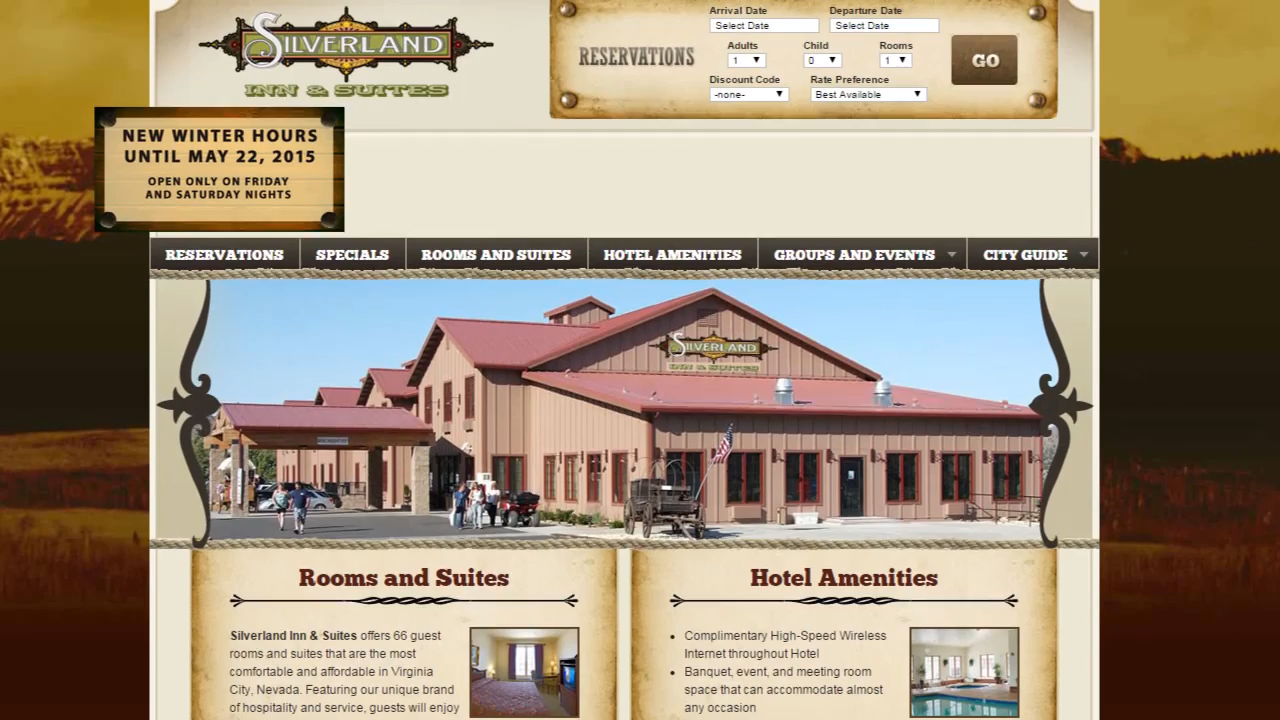 SILVERLAND
INN & SUITES
RESERVATIONS
Arrival Date
Departure Date
Select Date
Select Date
Adults
Child
Rooms
1
0
1
Discount Code
Rate Preference
-none-
Best Available
GO
NEW WINTER HOURS
UNTIL MAY 22, 2015
OPEN ONLY ON FRIDAY
AND SATURDAY NIGHTS
RESERVATIONS
SPECIALS
ROOMS AND SUITES
HOTEL AMENITIES
GROUPS AND EVENTS
CITY GUIDE
SILVERLAND
INN & SUITES
Rooms and Suites
Silverland Inn & Suites offers 66 guest
rooms and suites that are the most
comfortable and affordable in Virginia
City, Nevada. Featuring our unique brand
of hospitality and service, guests will enjoy
Hotel Amenities
Complimentary High-Speed Wireless
Internet throughout Hotel
Banquet, event, and meeting room
space that can accommodate almost
any occasion